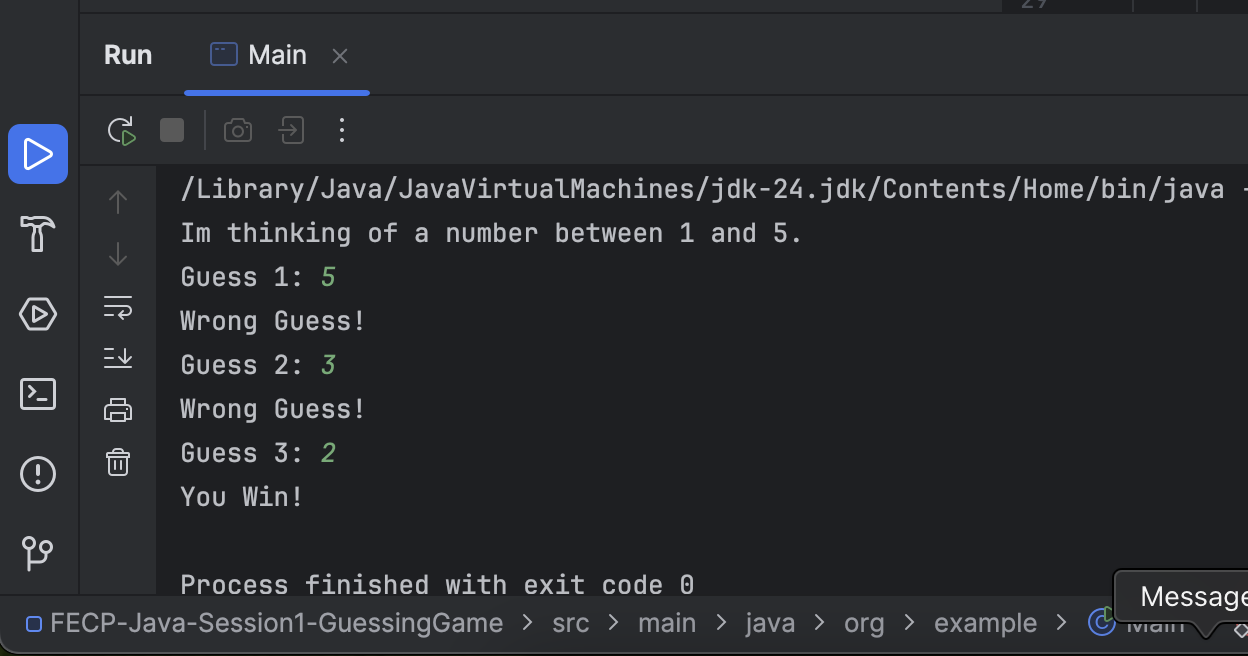 29
Run Main
/Library/Java/JavaVirtualMachines/jdk-24.jdk/Contents/Home/bin/java -
Im thinking of a number between 1 and 5.
Guess 1: 5
Wrong Guess!
Guess 2: 3
Wrong Guess!
Guess 3: 2
You Win!
Process finished with exit code 0
Message
FECP-Java-Session1-GuessingGame > src > main > java > org > example > Main